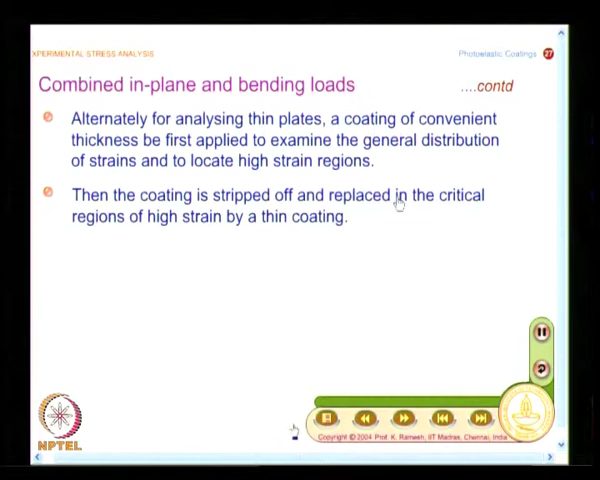 XPERIMENTAL STRESS ANALYSIS
Photoelastic Coatings 27
Combined in-plane and bending loads
....contd
Alternately for analysing thin plates, a coating of convenient
thickness be first applied to examine the general distribution
of strains and to locate high strain regions.
Then the coating is stripped off and replaced in the critical
regions of high strain by a thin coating.
NPTEL
Copyright © 2004 Prof. K. Ramesh, IIT Madras, Chennai, India